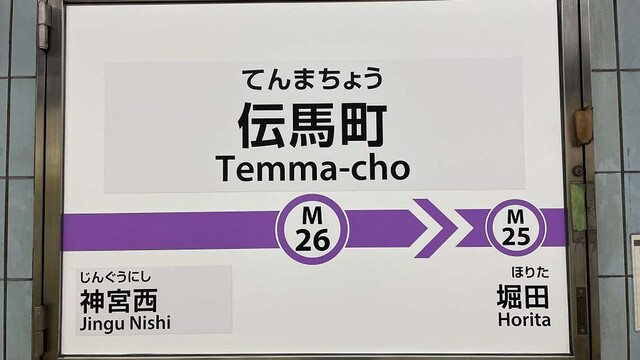 てんまちょう
伝馬町
Temma-cho
M
26
M
25
じんぐうにし
神宮西
Jingu Nishi
ほりた
堀田
Horita